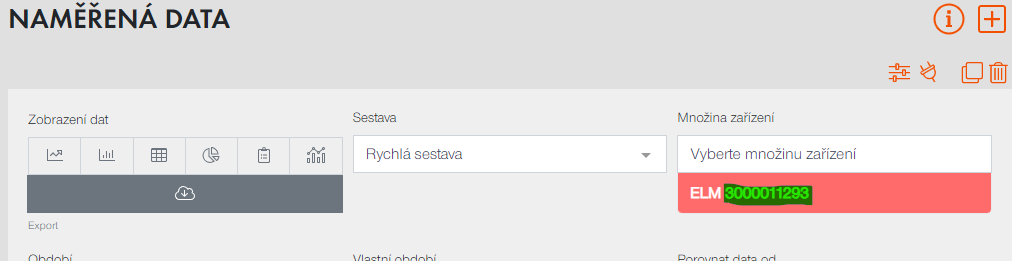 NAMĚŘENÁ DATA
Zobrazení dat
Sestava
Množina zařízení
Rychlá sestava
Vyberte množinu zařízení
ELM 3000011293
Export
Období
Vlastní období
Porovnat data od